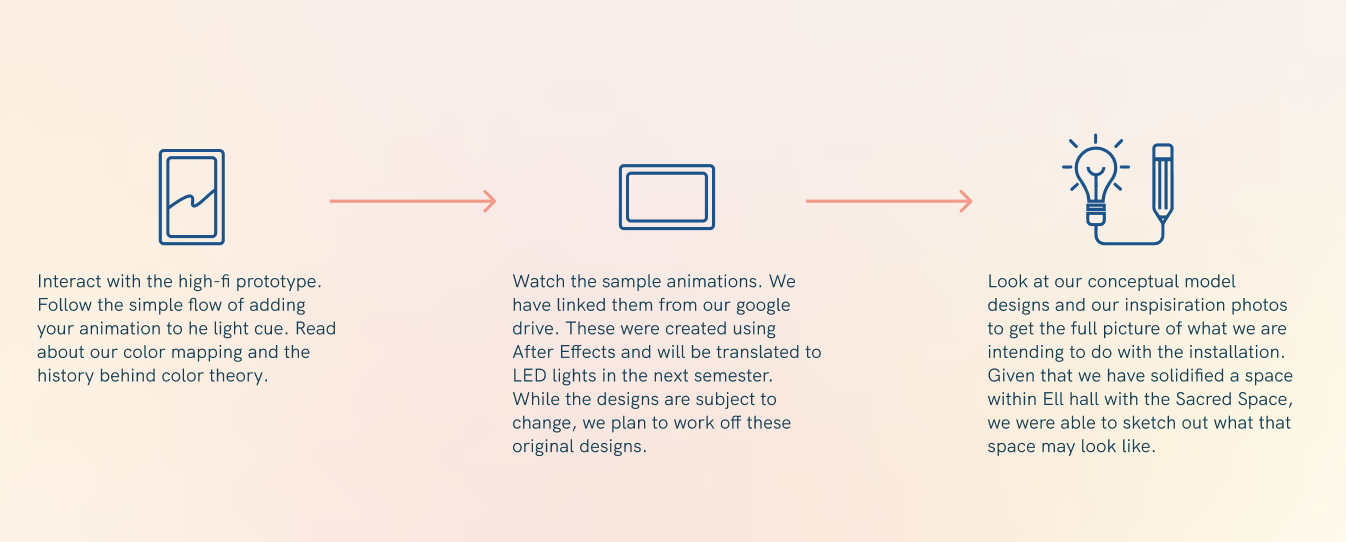 Interact with the high-fi prototype.
Follow the simple flow of adding
your animation to he light cue. Read
about our color mapping and the
history behind color theory.
Watch the sample animations. We
have linked them from our google
drive. These were created using
After Effects and will be translated to
LED lights in the next semester.
While the designs are subject to
change, we plan to work off these
original designs.
Look at our conceptual model
designs and our inspisiration photos
to get the full picture of what we are
intending to do with the installation.
Given that we have solidified a space
within Ell hall with the Sacred Space,
we were able to sketch out what that
space may look like.